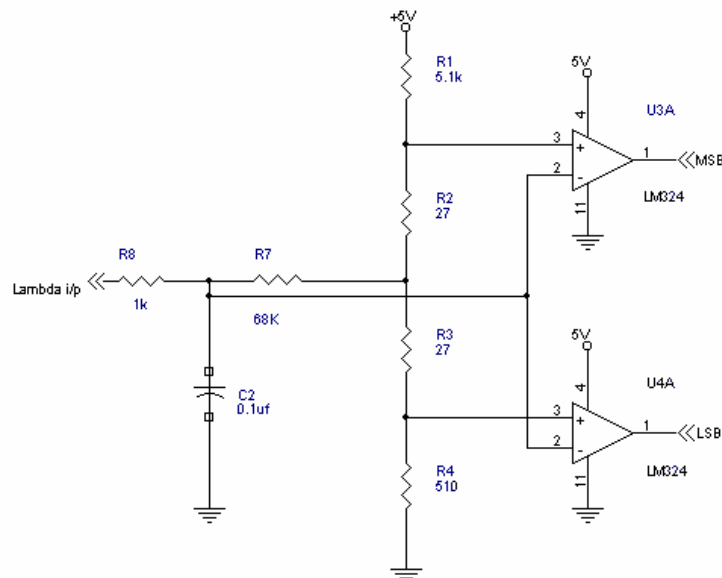 +5V
R1
5.1k
5V
4
U3A
3
+
1
MSB
2
-
R2
27
11
LM324
R8
R7
Lambda i/p
1k
68K
R3
27
5V
4
U4A
C2
0.1uf
3
+
1
LSB
2
-
R4
510
11
LM324